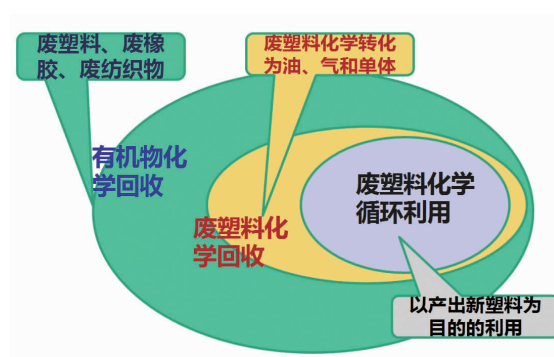 废塑料、废橡
胶、废纺织物
废塑料化学转化
为油、气和单体
有机物化
学回收
废塑料化学
循环利用
废塑料化
学回收
以产出新塑料为
目的的利用